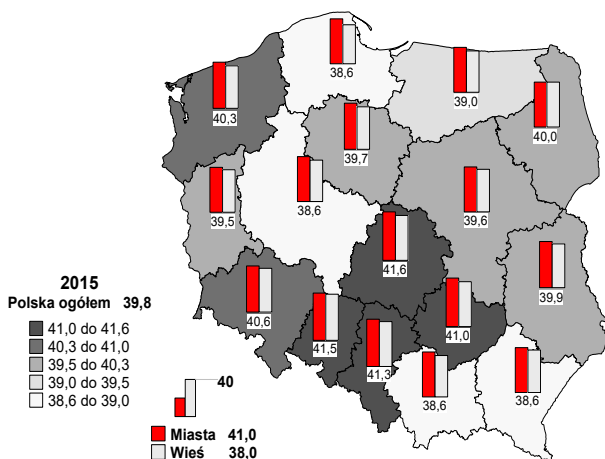 38,6
39,0
40,3
40,0
39,7
38,6
39,5
39,6
41,6
39,9
40,6
41,5
41,0
41,3
38,6
38,6
2015
Polska ogółem 39,8
41,0 do 41,6
40,3 do 41,0
39,5 do 40,3
39,0 do 39,5
38,6 do 39,0
40
Miasta 41,0
Wieś 38,0